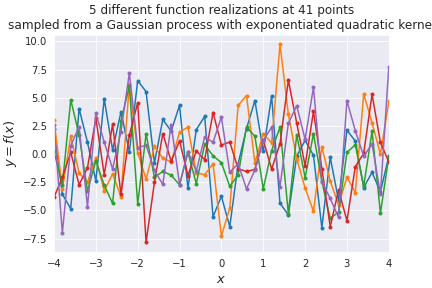 5 different function realizations at 41 points
sampled from a Gaussian process with exponentiated quadratic kerne
10.0
7.5
5.0
2.5
0.0
−2.5
−5.0
−7.5
y = f(x)
−4 −3 −2 −1 0 1 2 3 4
x